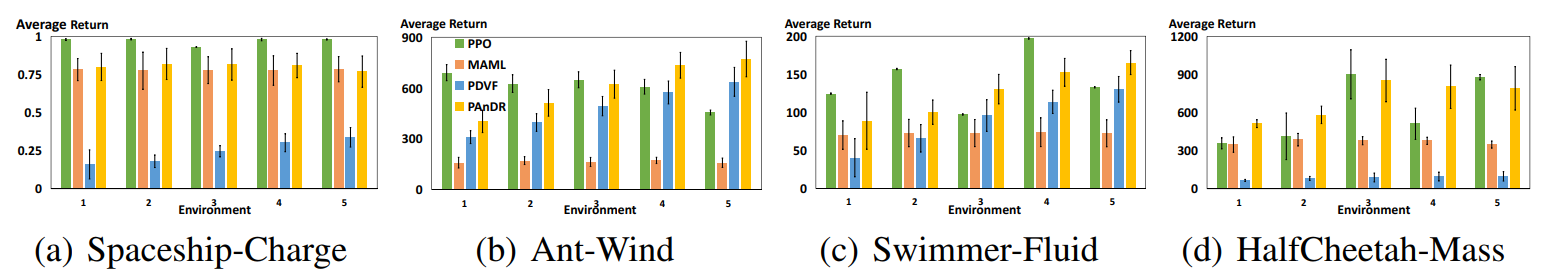 Average Return
1
0.75
0.5
0.25
0
1 2 3 4 5
Environment
(a) Spaceship-Charge
Average Return
900
600
300
0
PPO
MAML
PDVF
PAnDR
1 2 3 4 5
Environment
(b) Ant-Wind
Average Return
200
150
100
50
0
1 2 3 4 5
Environment
(c) Swimmer-Fluid
Average Return
1200
900
600
300
0
1 2 3 4 5
Environment
(d) HalfCheetah-Mass